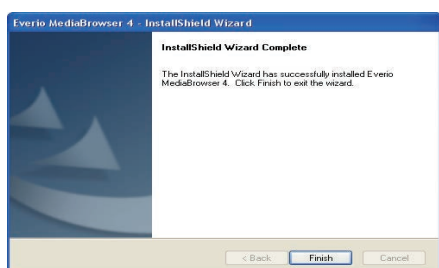 Everio MediaBrowser 4 - InstallShield Wizard
InstallShield Wizard Complete
The InstallShield Wizard has successfully installed Everio
MediaBrowser 4. Click Finish to exit the wizard.
< Back
Finish
Cancel